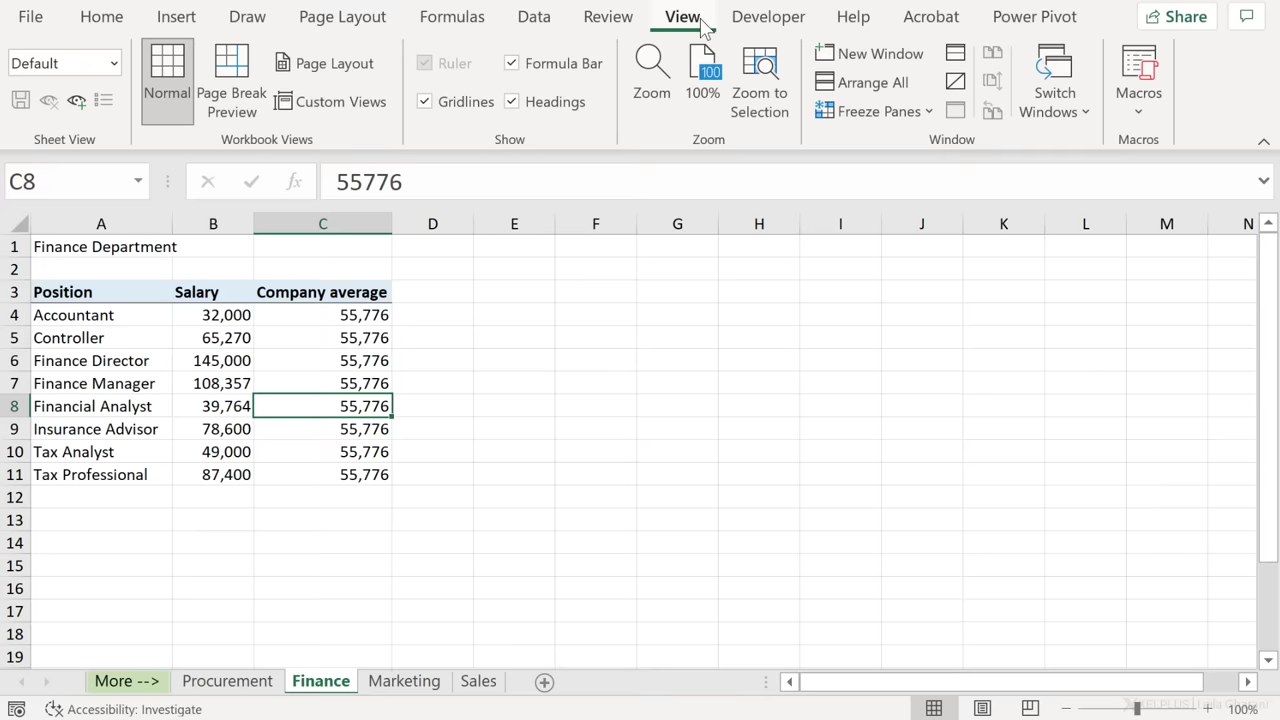 File Home Insert Draw Page Layout Formulas Data Review View Developer Help Acrobat Power Pivot Share
Default
Normal
Page Break
Preview
Page Layout
Custom Views
Ruler
Formula Bar
Gridlines
Headings
Zoom
100
100%
Zoom to
Selection
New Window
Arrange All
Freeze Panes
Switch
Windows
Macros
Sheet View Workbook Views Show Zoom Window Macros
C8 fx 55776
A B C D E F G H I J K L M N
1 Finance Department
2
3 Position Salary Company average
4 Accountant 32,000 55,776
5 Controller 65,270 55,776
6 Finance Director 145,000 55,776
7 Finance Manager 108,357 55,776
8 Financial Analyst 39,764 55,776
9 Insurance Advisor 78,600 55,776
10 Tax Analyst 49,000 55,776
11 Tax Professional 87,400 55,776
12
13
14
15
16
17
18
19
More --> Procurement Finance Marketing Sales
Accessibility: Investigate 100%